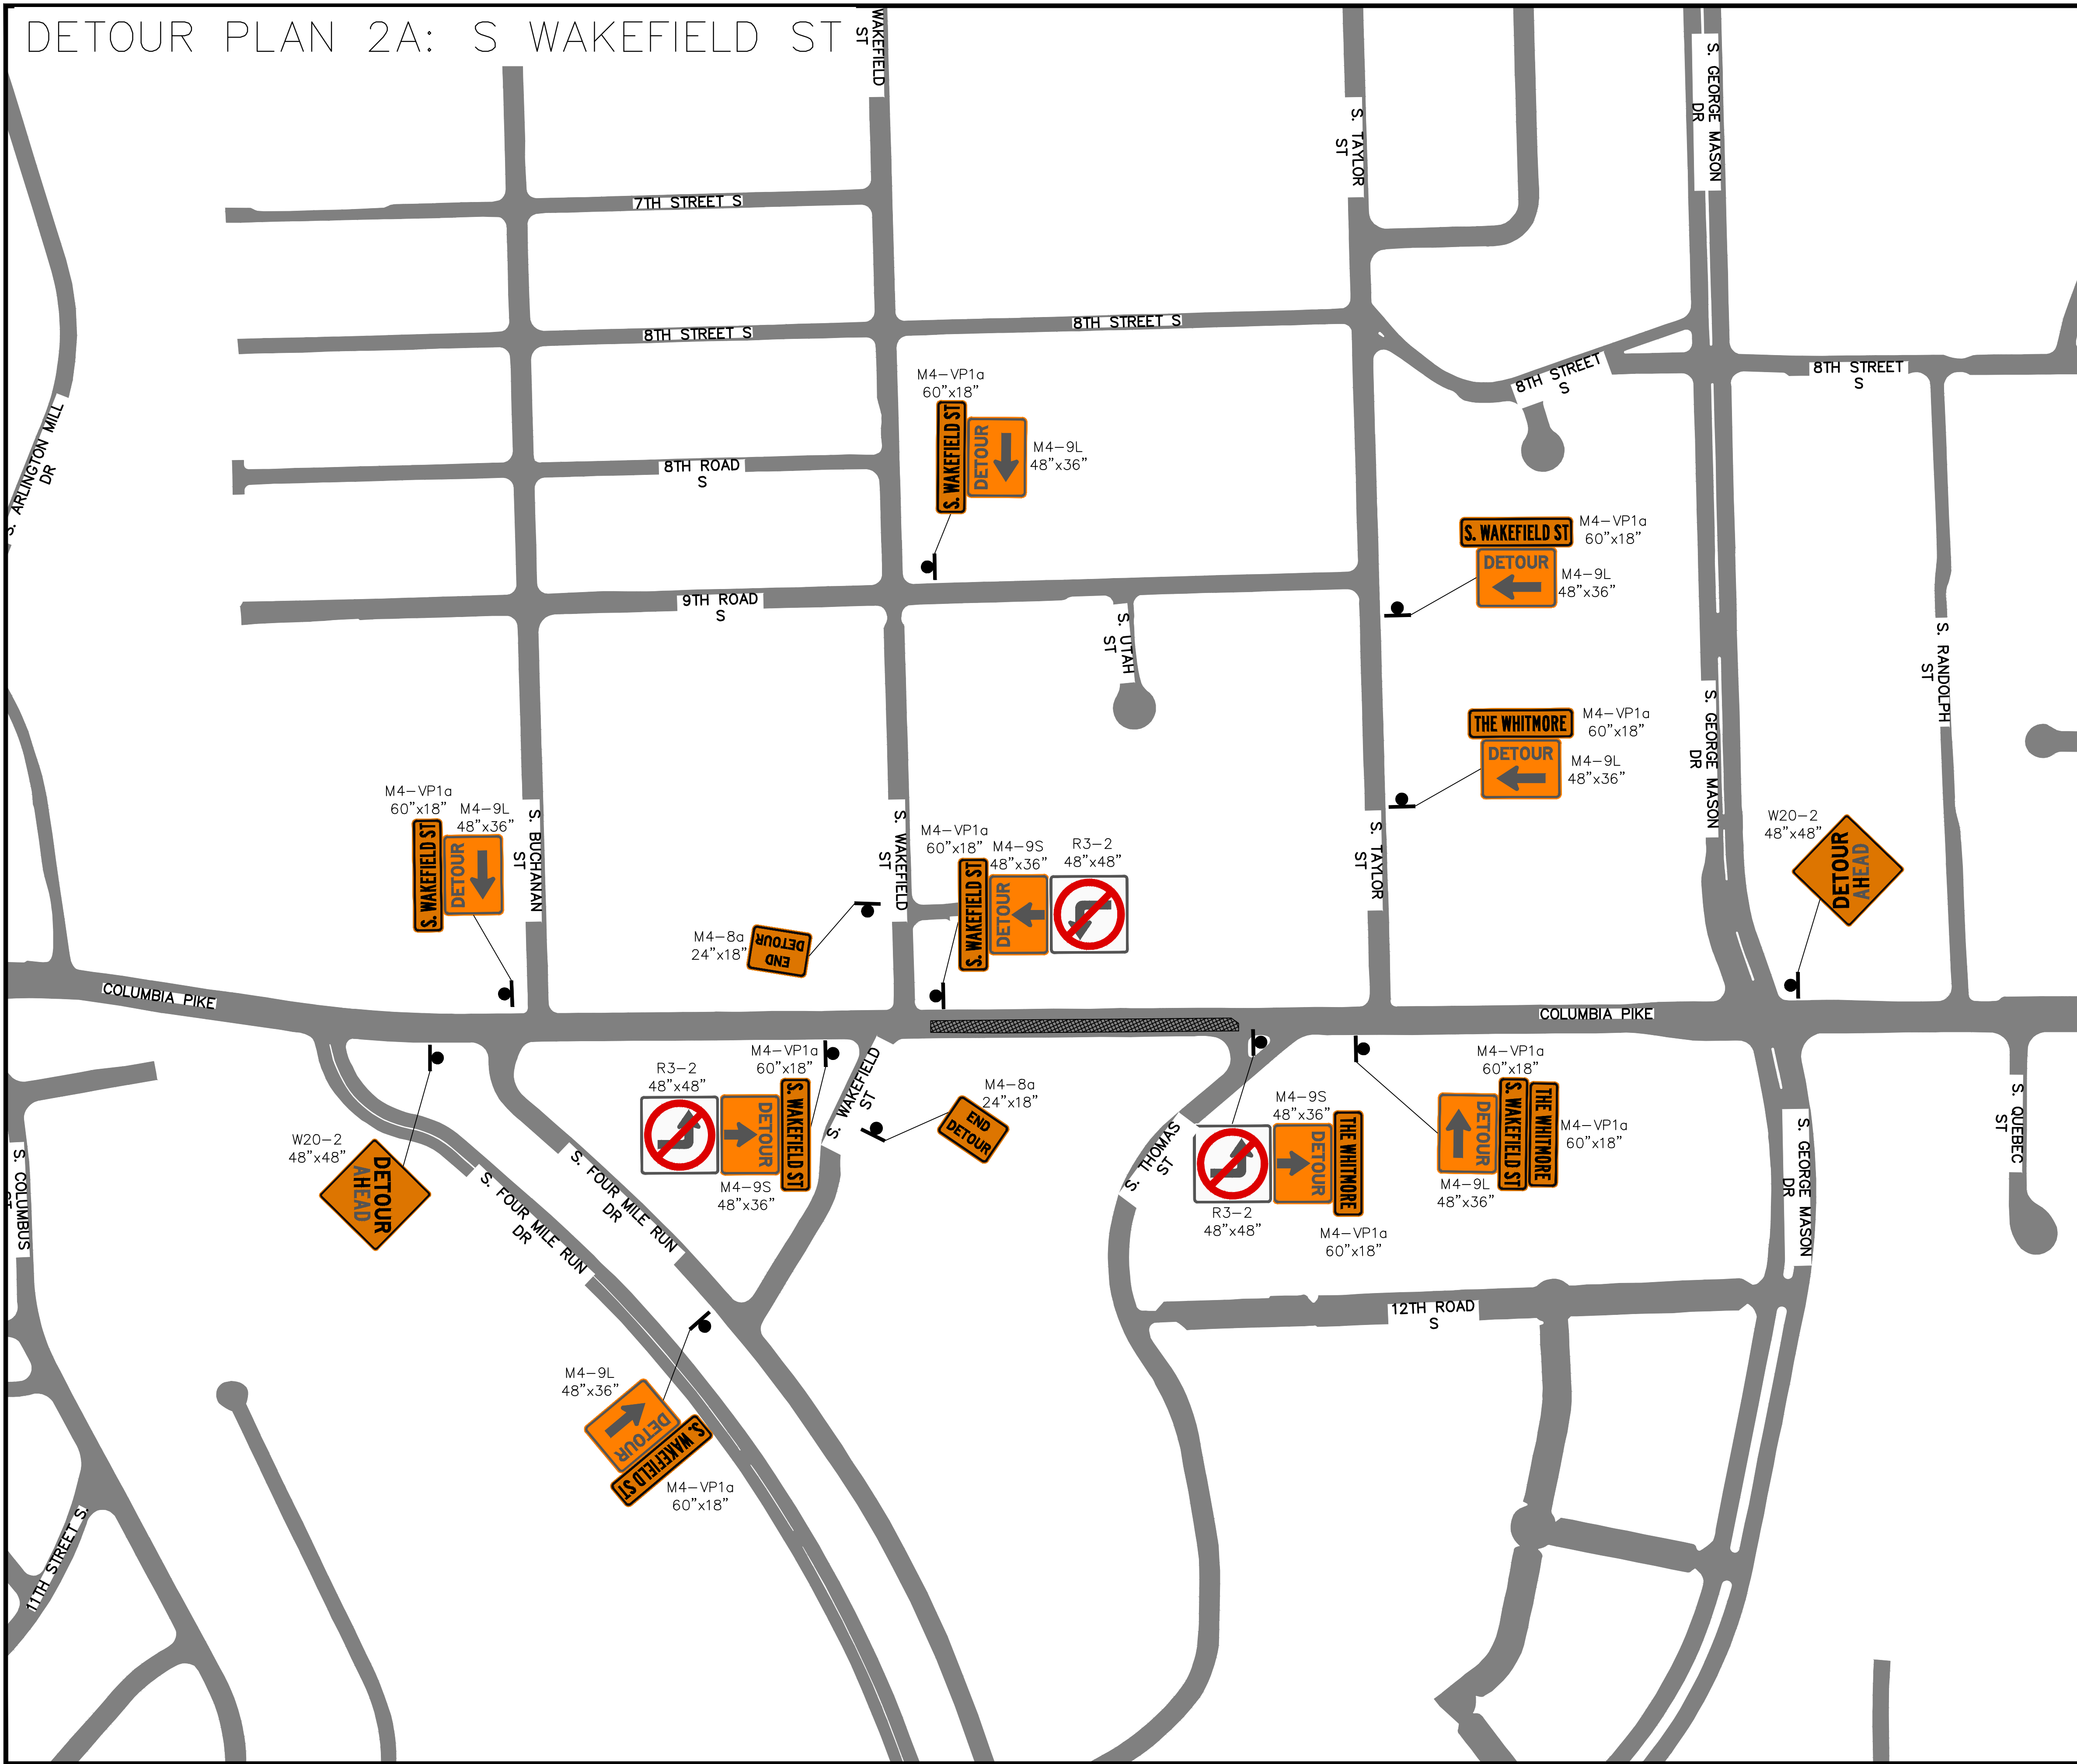 DETOUR PLAN 2A: S WAKEFIELD ST
WAKEFIELD
ST
S. TAYLOR
ST
S. GEORGE MASON
DR
7TH STREET S
8TH STREET S
8TH STREET S
8TH STREET
S
8TH STREET
S
S. ARLINGTON MILL
DR
8TH ROAD
S
M4-VP1a
60"x18"
S. WAKEFIELD ST
DETOUR
M4-9L
48"x36"
S. WAKEFIELD ST
M4-VP1a
60"x18"
DETOUR
M4-9L
48"x36"
9TH ROAD
S
S. UTAH
ST
S. RANDOLPH
ST
THE WHITMORE
M4-VP1a
60"x18"
DETOUR
M4-9L
48"x36"
S. GEORGE MASON
DR
M4-VP1a
60"x18"
M4-9L
48"x36"
S. WAKEFIELD ST
DETOUR
S. BUCHANAN
ST
S. WAKEFIELD
ST
M4-VP1a
60"x18"
M4-9S
48"x36"
R3-2
48"x48"
S. WAKEFIELD ST
DETOUR
S. TAYLOR
ST
W20-2
48"x48"
DETOUR
AHEAD
M4-8a
24"x18"
END
DETOUR
COLUMBIA PIKE
COLUMBIA PIKE
W20-2
48"x48"
DETOUR
AHEAD
R3-2
48"x48"
M4-VP1a
60"x18"
DETOUR
S. WAKEFIELD ST
M4-9S
48"x36"
S. WAKEFIELD
ST
M4-8a
24"x18"
END
DETOUR
S. THOMAS
ST
M4-9S
48"x36"
DETOUR
THE WHITMORE
R3-2
48"x48"
M4-VP1a
60"x18"
M4-VP1a
60"x18"
DETOUR
S. WAKEFIELD ST
THE WHITMORE
M4-VP1a
60"x18"
M4-9L
48"x36"
S. GEORGE MASON
DR
S. QUEBEC
ST
S. COLUMBUS
ST
S. FOUR MILE RUN
DR
S. FOUR MILE RUN
DR
12TH ROAD
S
M4-9L
48"x36"
DETOUR
S. WAKEFIELD ST
M4-VP1a
60"x18"
11TH STREET S.